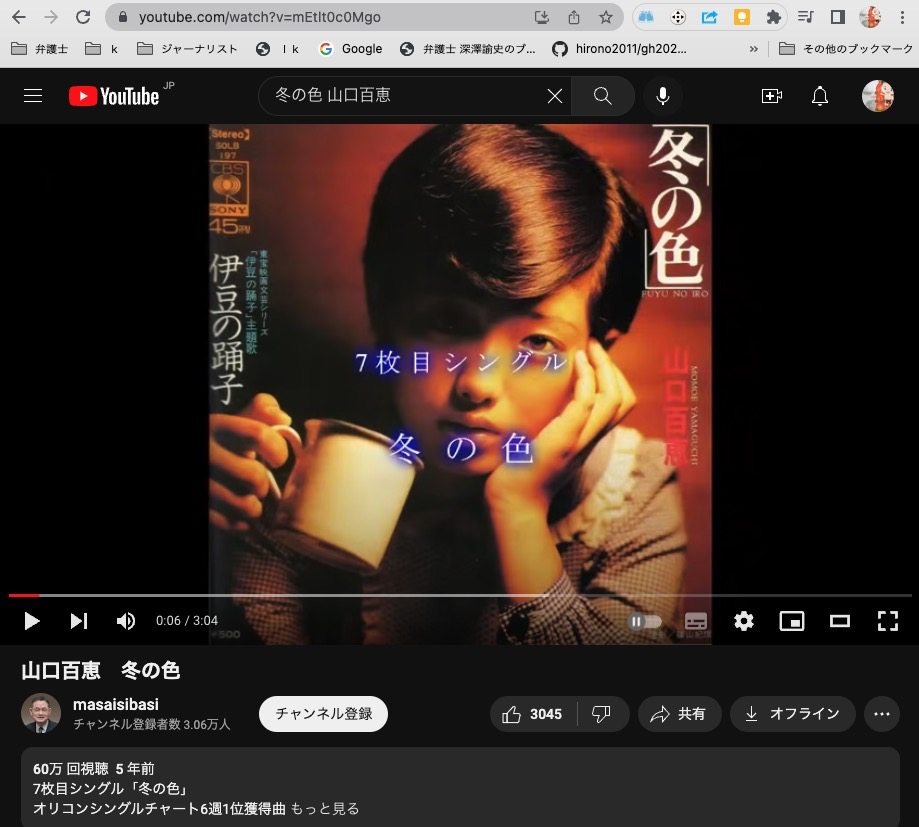 youtube.com/watch?v=mEtIt0c0Mgo
弁護士 k ジャーナリスト l k Google 弁護士 深澤諭史のブ... hirono2011/gh202... » その他のブックマーク
YouTube JP
冬の色 山口百恵
Stereo
SOLB
197
CBS
SONY
45
冬の色
FUYU NO IRO
東宝映画文芸シリーズ
「伊豆の踊子」主題歌
伊豆の踊子
山口百恵
MOMOE YAMAGUCHI
7枚目シングル
冬の色
¥500
0:06 / 3:04
山口百恵 冬の色
masaisibasi
チャンネル登録者数 3.06万人
チャンネル登録
3045 共有 オフライン
60万 回視聴 5 年前
7枚目シングル「冬の色」
オリコンシングルチャート6週1位獲得曲 もっと見る